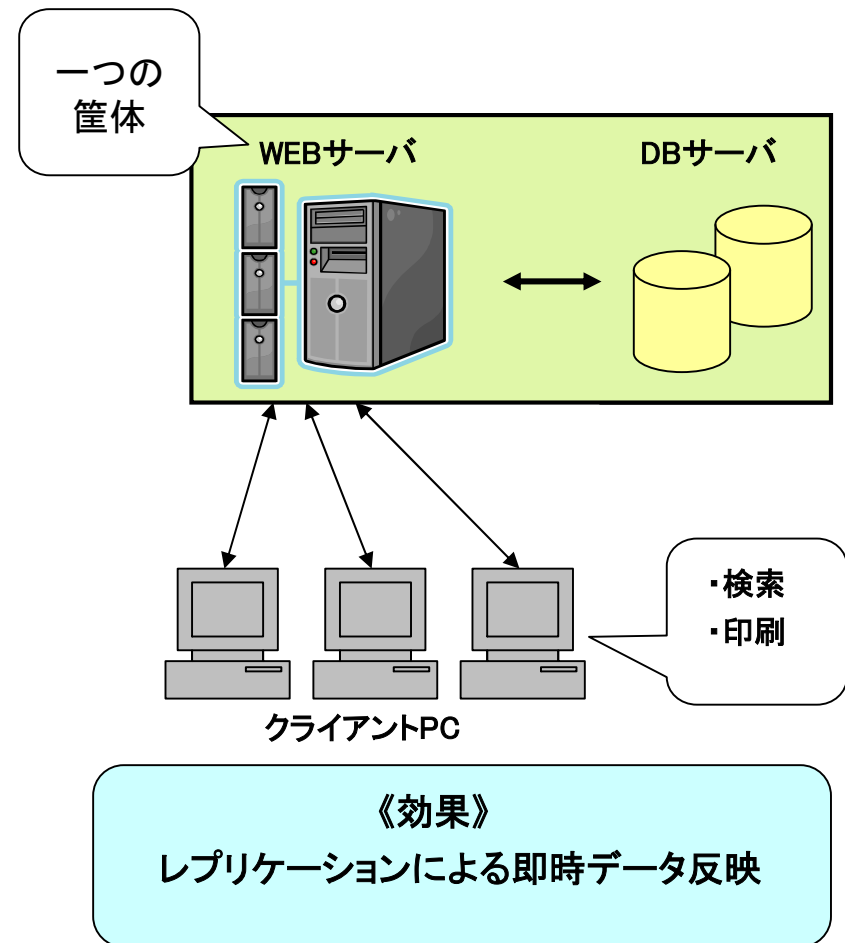 一つの
筐体
WEBサーバ
DBサーバ
・検索
・印刷
クライアントPC
《効果》
レプリケーションによる即時データ反映